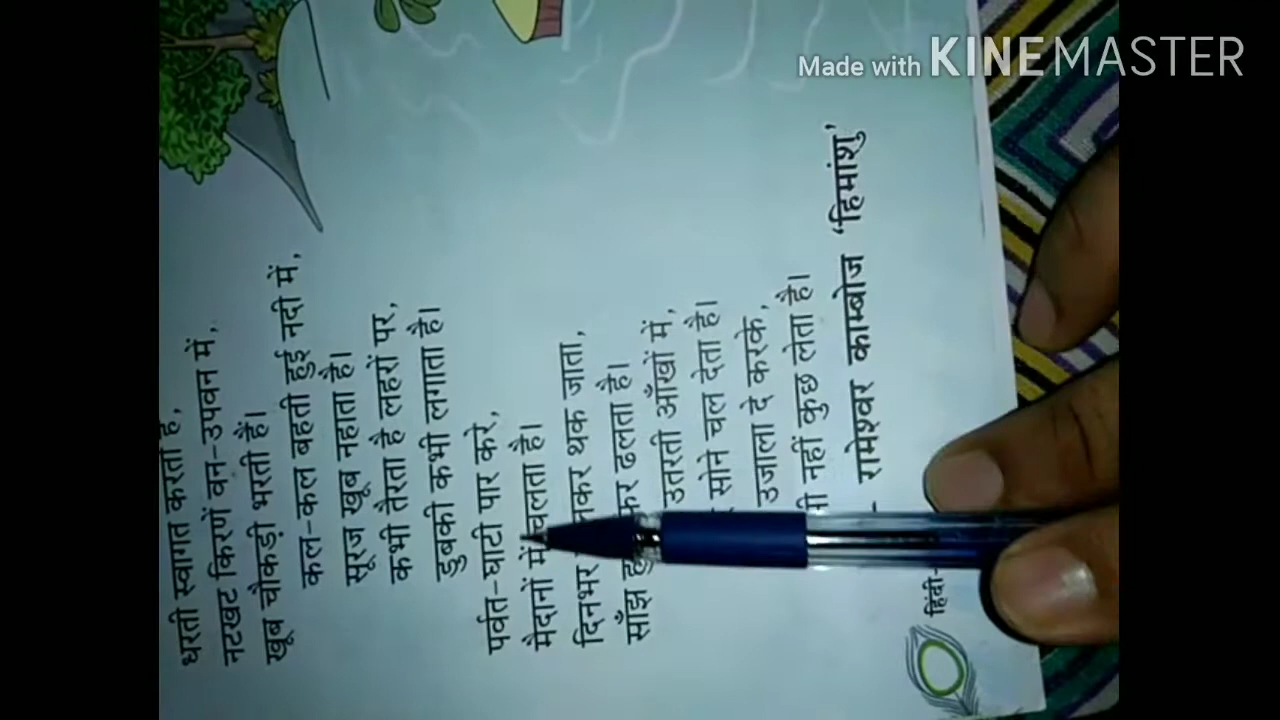 Made with KINEMASTER
धरती स्वागत करती है,
नटखट किरणें वन-उपवन में,
खूब चौकड़ी भरती हैं।
कल-कल बहती हुई नदी में,
सूरज खूब नहाता है।
कभी तैरता है लहरों पर,
डुबकी कभी लगाता है।
पर्वत-घाटी पार करे,
मैदानों में चलता है।
दिनभर थक जाता,
साँझ ढलता है।
उतरती आँखों में,
सोने चल देता है।
उजाला दे करके,
नहीं कुछ लेता है।
- रामेश्वर काम्बोज ‘हिमांशु’
हिंदी-